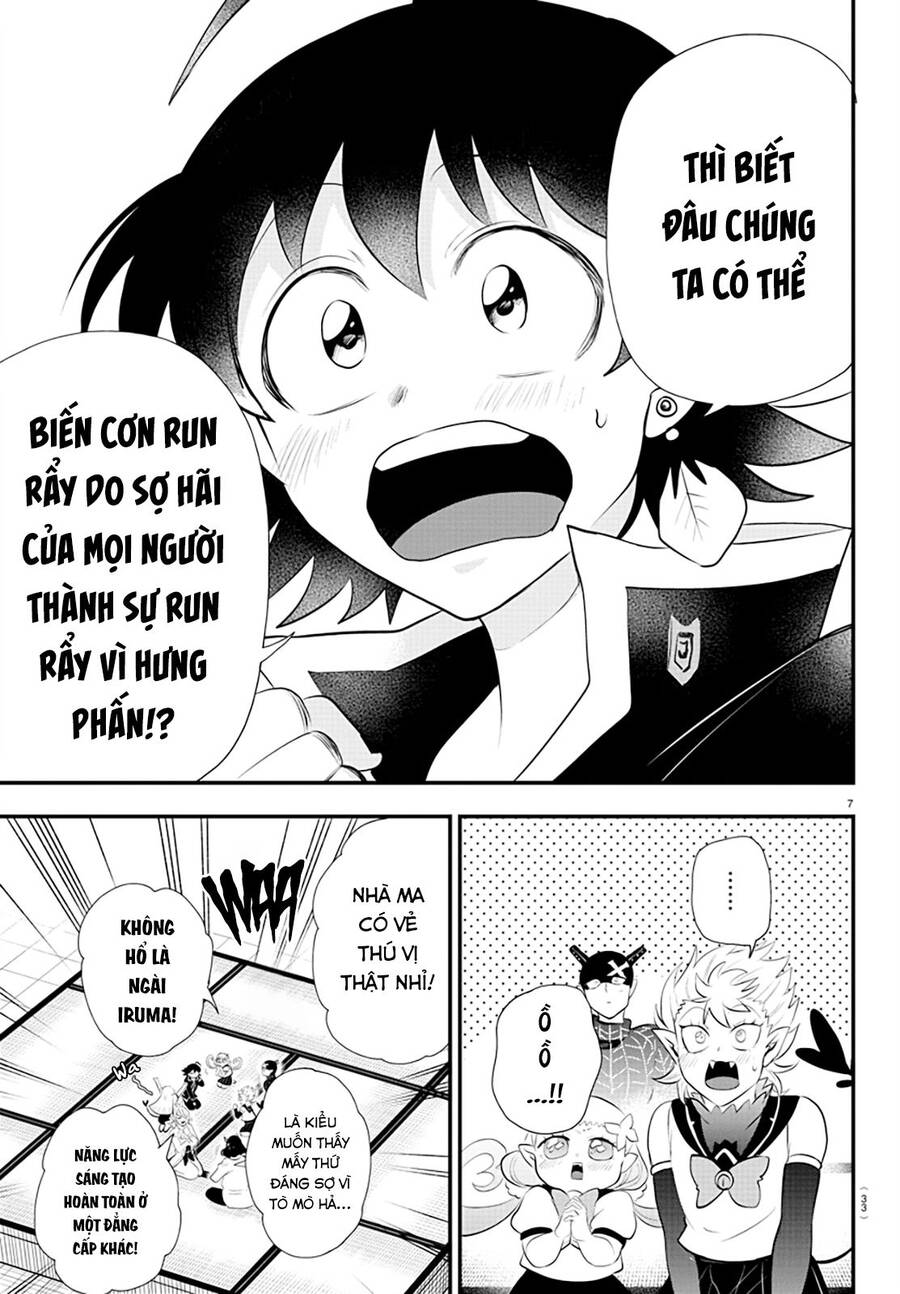 THÌ BIẾT
ĐÂU CHÚNG
TA CÓ THỂ
BIẾN CƠN RUN
RẨY DO SỢ HÃI
CỦA MỌI NGƯỜI
THÀNH SỰ RUN
RẨY VÌ HƯNG
PHẤN!?
7
......
Ồ
Ồ
...!!
(33)
NHÀ MA
CÓ VẺ
THÚ VỊ
THẬT NHỈ!
WAA
KHÔNG
HỔ LÀ
NGÀI
IRUMA!
Wa
LÀ KIỂU
MUỐN THẤY
MẤY THỨ
ĐÁNG SỢ VÌ
TÒ MÒ HẢ...
NĂNG LỰC
SÁNG TẠO
HOÀN TOÀN Ở
MỘT ĐẲNG
CẤP KHÁC!